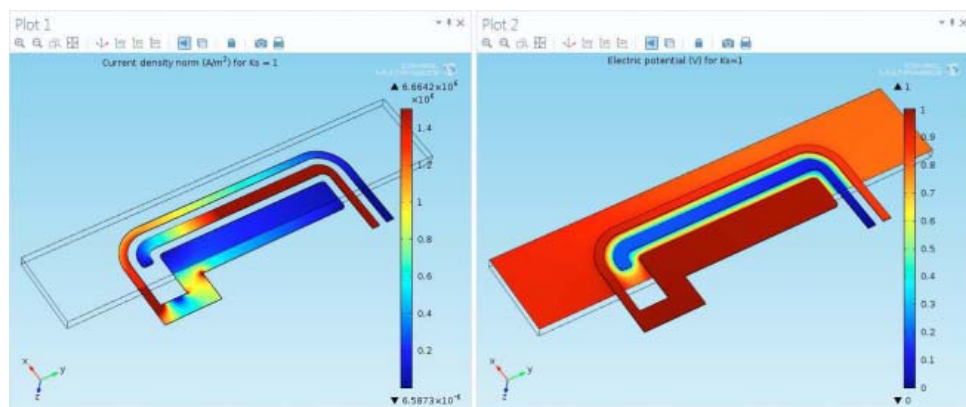 Plot 1
Current density norm (A/m²) for Ks = 1
▲ 6.6642×10⁶
×10⁶
1.4
1.2
1
0.8
0.6
0.4
0.2
▼ 6.5873×10⁻⁶
x
y
z
Plot 2
Electric potential (V) for Ks=1
▲ 1
1
0.9
0.8
0.7
0.6
0.5
0.4
0.3
0.2
0.1
0
▼ 0
x
y
z